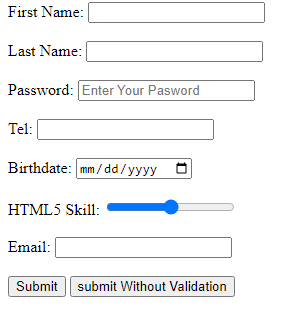 First Name:
Last Name:
Password: Enter Your Pasword
Tel:
Birthdate: mm/dd/yyyy
HTML5 Skill:
Email:
Submit submit Without Validation